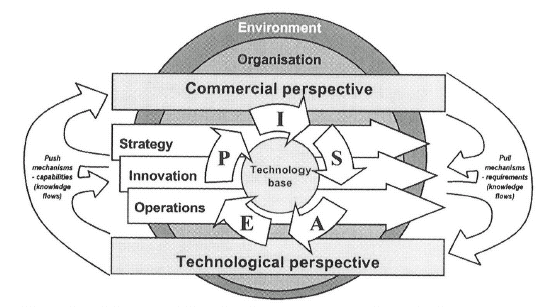 Environment
Organisation
Commercial perspective
I
Strategy
P
S
Push
mechanisms
- capabilities
(knowledge
flows)
Innovation
Technology
base
Pull
mechanisms
- requirements
(knowledge
flows)
Operations
E
A
Technological perspective